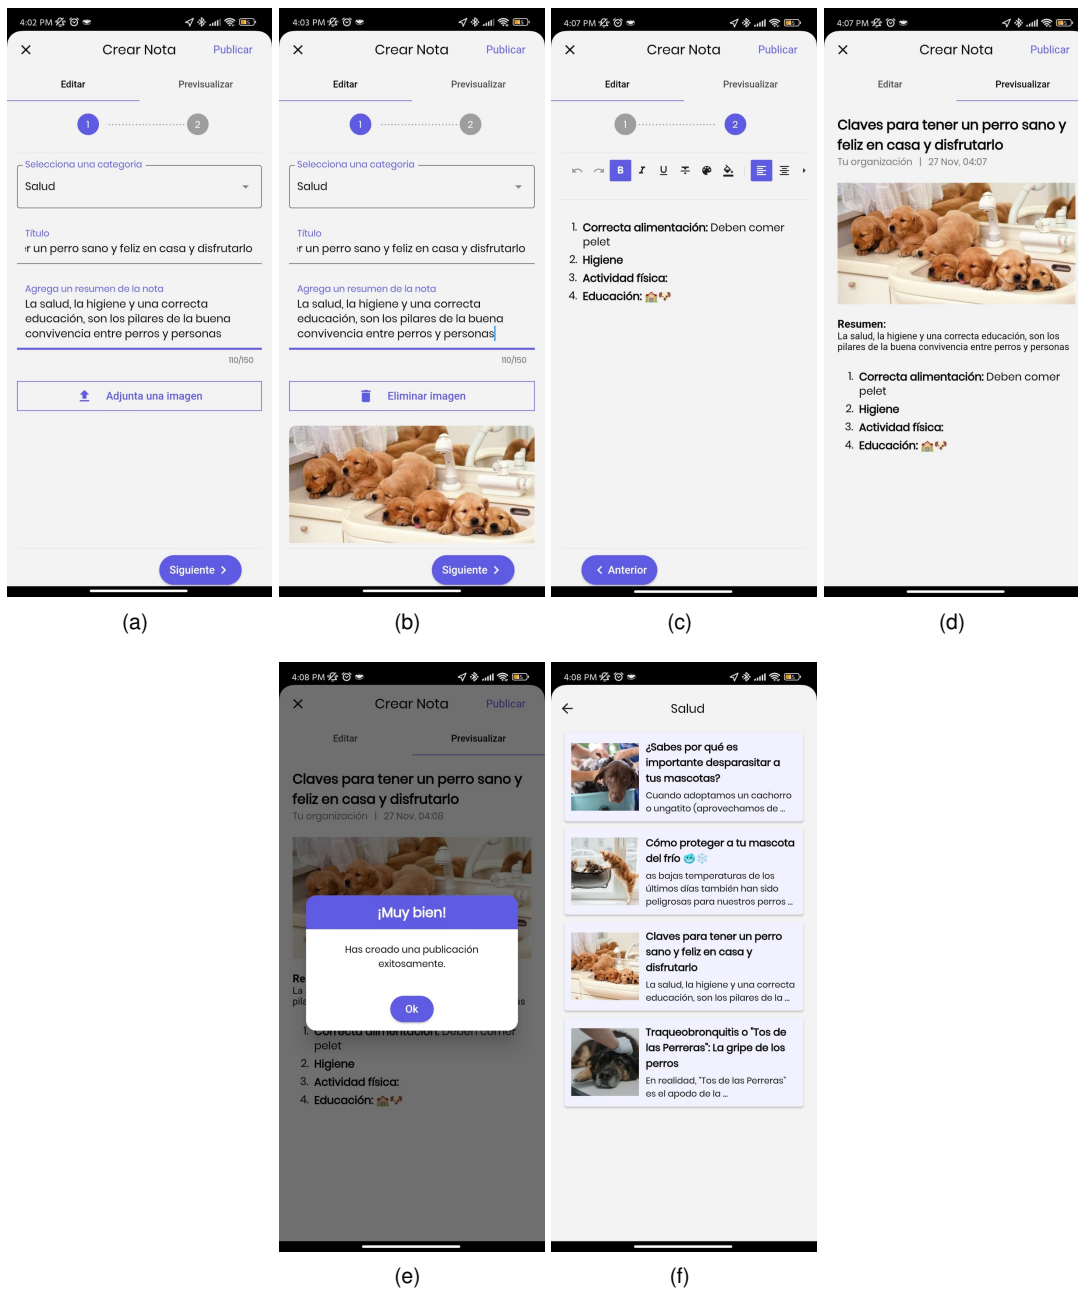 4:02 PM
Crear Nota
Publicar
Editar
Previsualizar
1
2
Selecciona una categoria
Salud
Título
r un perro sano y feliz en casa y disfrutarlo
Agrega un resumen de la nota
La salud, la higiene y una correcta
educación, son los pilares de la buena
convivencia entre perros y personas
110/150
Adjunta una imagen
Siguiente
(a)
4:03 PM
Crear Nota
Publicar
Editar
Previsualizar
1
2
Selecciona una categoria
Salud
Título
r un perro sano y feliz en casa y disfrutarlo
Agrega un resumen de la nota
La salud, la higiene y una correcta
educación, son los pilares de la buena
convivencia entre perros y personas
110/150
Eliminar imagen
Siguiente
(b)
4:07 PM
Crear Nota
Publicar
Editar
Previsualizar
1
2
B I U
1. Correcta alimentación: Deben comer
pelet
2. Higiene
3. Actividad física:
4. Educación: 🏫🐶
Anterior
(c)
4:07 PM
Crear Nota
Publicar
Editar
Previsualizar
Claves para tener un perro sano y
feliz en casa y disfrutarlo
Tu organización | 27 Nov, 04:07
Resumen:
La salud, la higiene y una correcta educación, son los
pilares de la buena convivencia entre perros y personas
1. Correcta alimentación: Deben comer
pelet
2. Higiene
3. Actividad física:
4. Educación: 🏫🐶
(d)
4:08 PM
Crear Nota
Publicar
Editar
Previsualizar
Claves para tener un perro sano y
feliz en casa y disfrutarlo
Tu organización | 27 Nov, 04:08
¡Muy bien!
Has creado una publicación
exitosamente.
Ok
Re
La
pila
as
1. Correcta alimentación: Deben comer
pelet
2. Higiene
3. Actividad física:
4. Educación: 🏫🐶
(e)
4:08 PM
Salud
¿Sabes por qué es
importante desparasitar a
tus mascotas?
Cuando adoptamos un cachorro
o ungatito (aprovechamos de ...
Cómo proteger a tu mascota
del frío 🥶❄️
as bajas temperaturas de los
últimos días también han sido
peligrosas para nuestros perros ...
Claves para tener un perro
sano y feliz en casa y
disfrutarlo
La salud, la higiene y una correcta
educación, son los pilares de la ...
Traqueobronquitis o "Tos de
las Perreras": La gripe de los
perros
En realidad, "Tos de las Perreras"
es el apodo de la ...
(f)